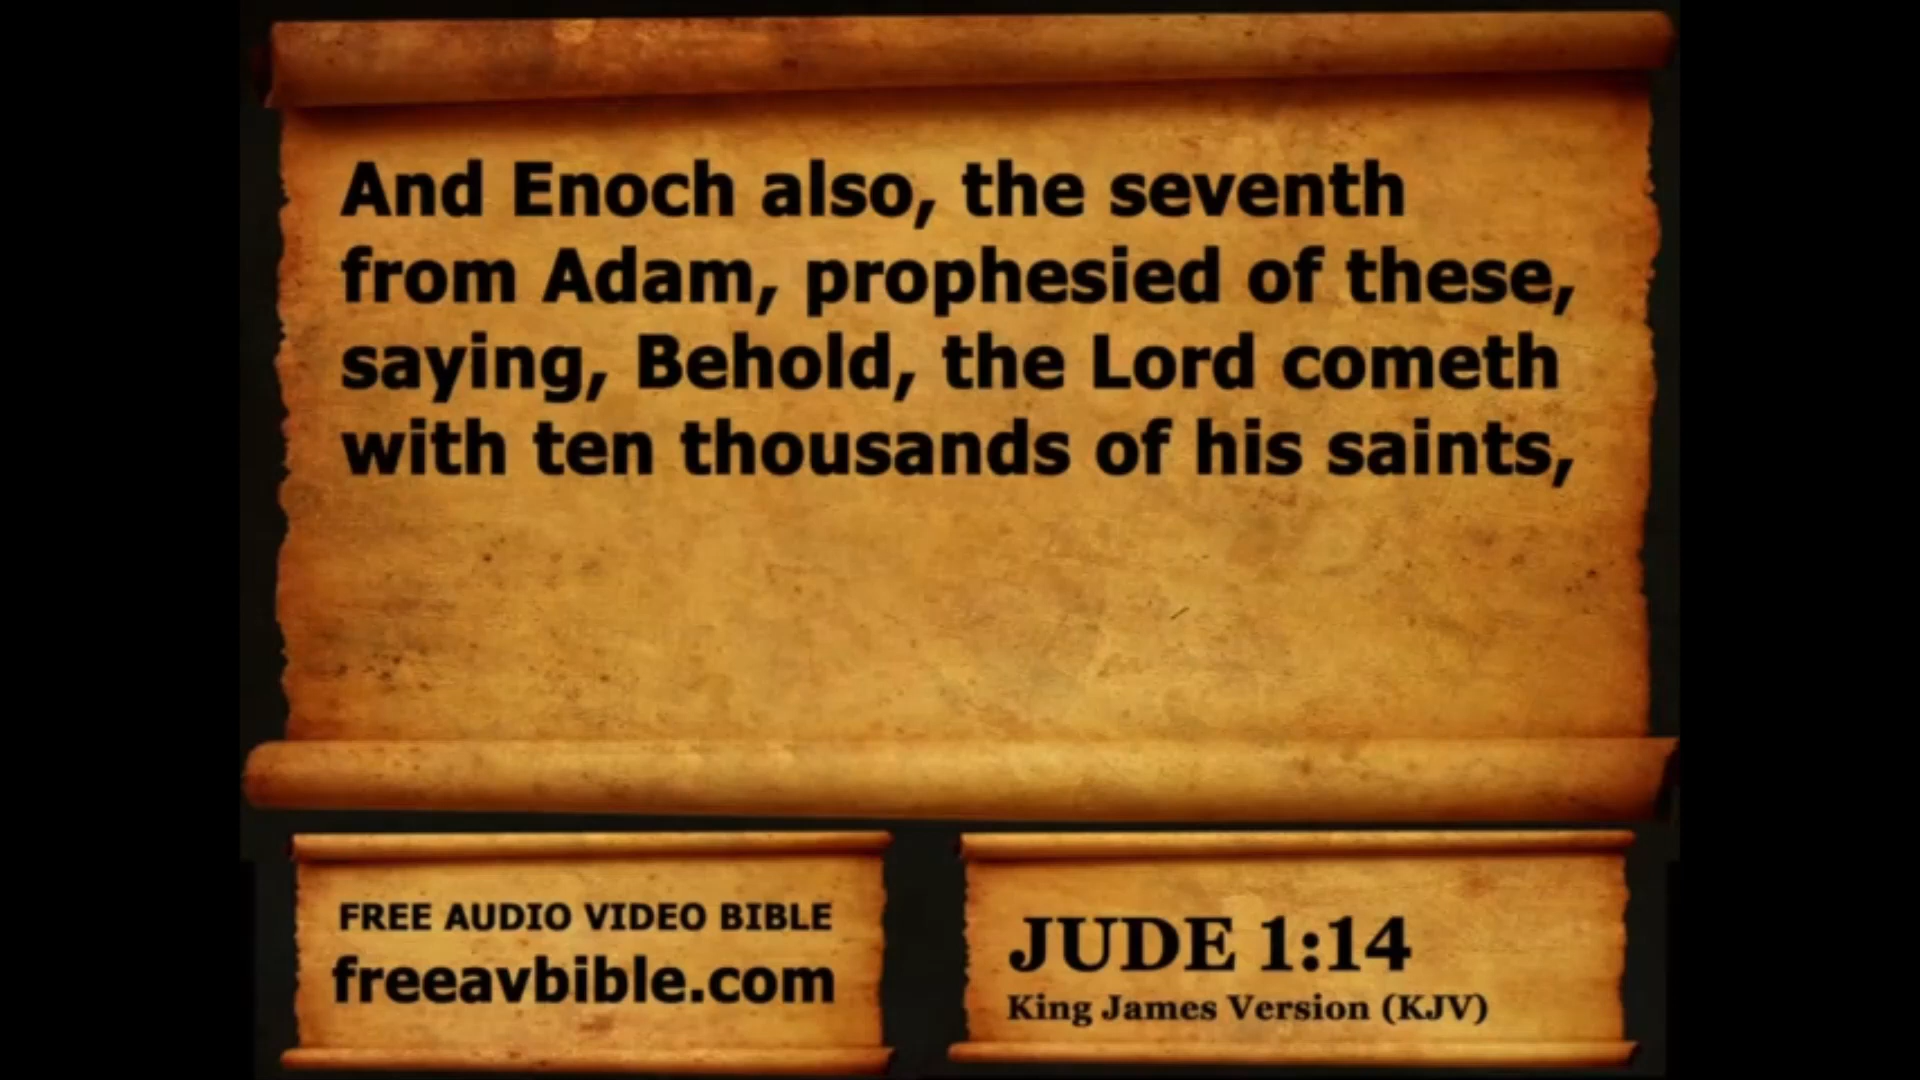 And Enoch also, the seventh
from Adam, prophesied of these,
saying, Behold, the Lord cometh
with ten thousands of his saints,
FREE AUDIO VIDEO BIBLE
freeavbible.com
JUDE 1:14
King James Version (KJV)